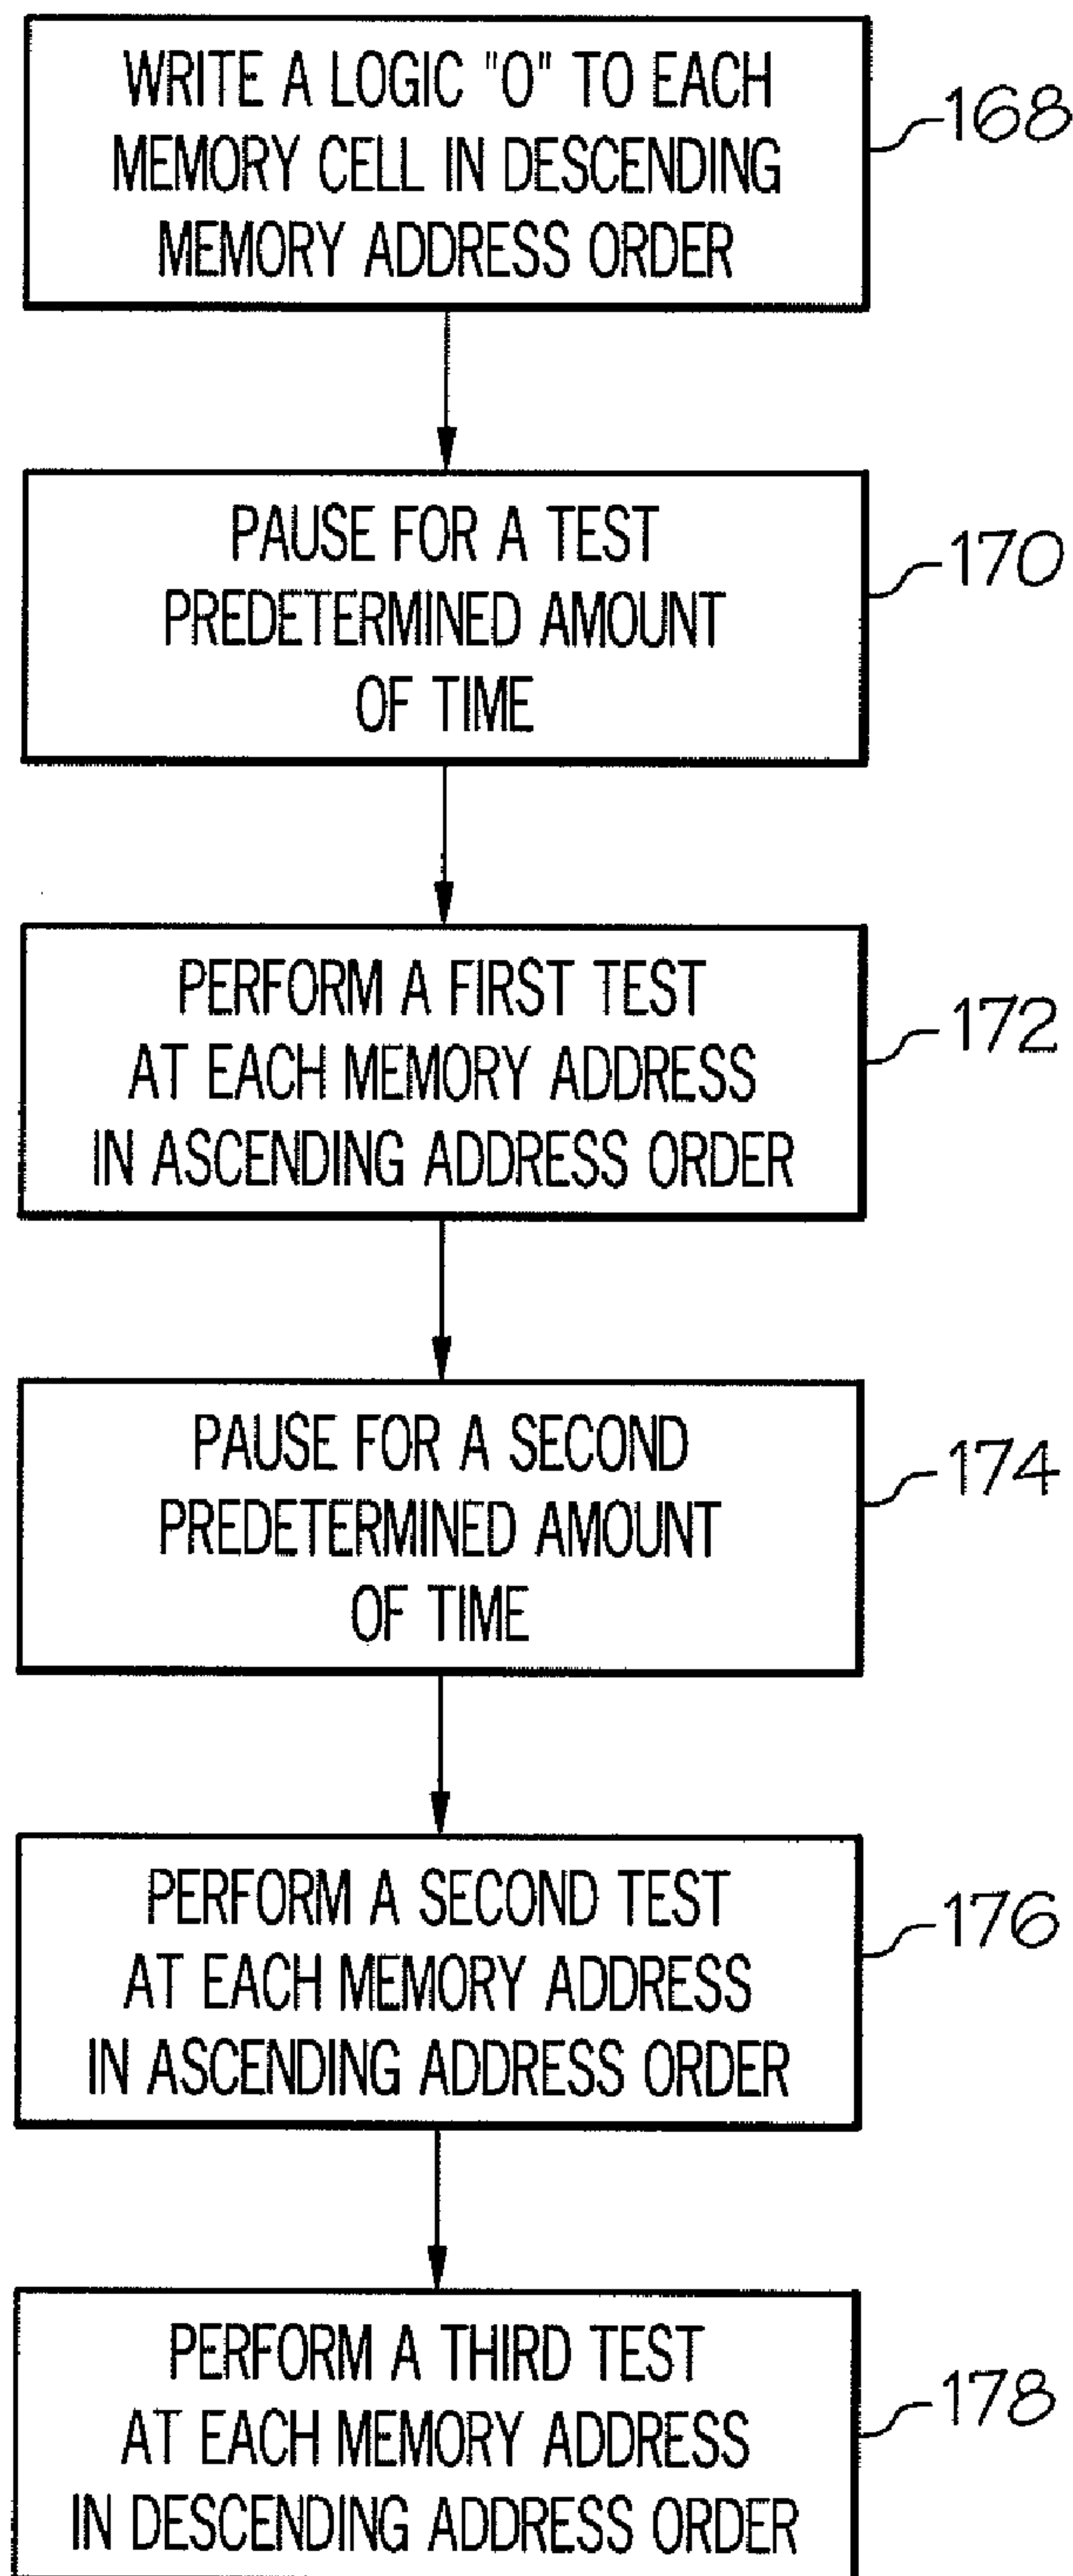 WRITE A LOGIC "0" TO EACH
MEMORY CELL IN DESCENDING
MEMORY ADDRESS ORDER
168
PAUSE FOR A TEST
PREDETERMINED AMOUNT
OF TIME
170
PERFORM A FIRST TEST
AT EACH MEMORY ADDRESS
IN ASCENDING ADDRESS ORDER
172
PAUSE FOR A SECOND
PREDETERMINED AMOUNT
OF TIME
174
PERFORM A SECOND TEST
AT EACH MEMORY ADDRESS
IN ASCENDING ADDRESS ORDER
176
PERFORM A THIRD TEST
AT EACH MEMORY ADDRESS
IN DESCENDING ADDRESS ORDER
178